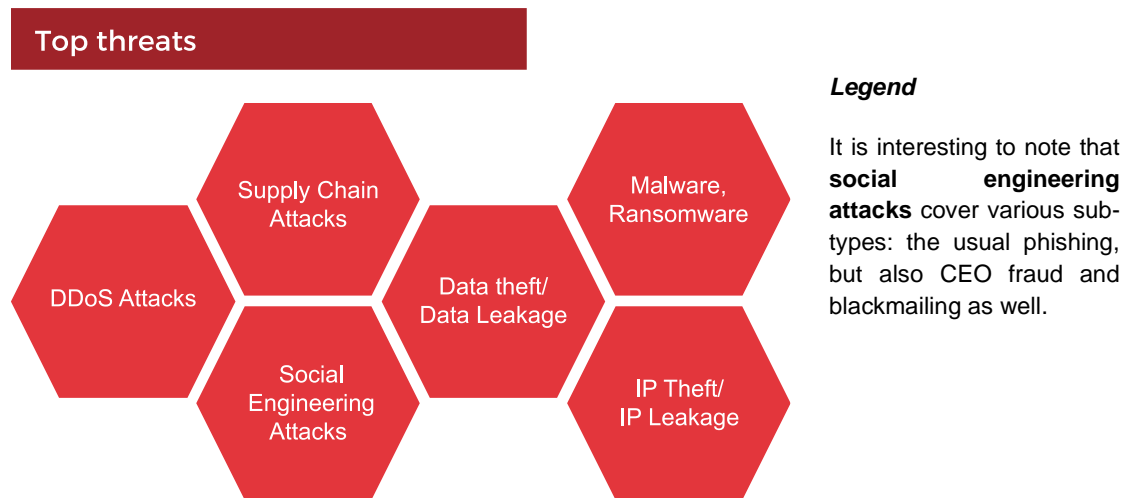 Top threats
Supply Chain
Attacks
Malware,
Ransomware
DDoS Attacks
Data theft/
Data Leakage
Social
Engineering
Attacks
IP Theft/
IP Leakage
Legend
It is interesting to note that
social engineering
attacks cover various sub-
types: the usual phishing,
but also CEO fraud and
blackmailing as well.